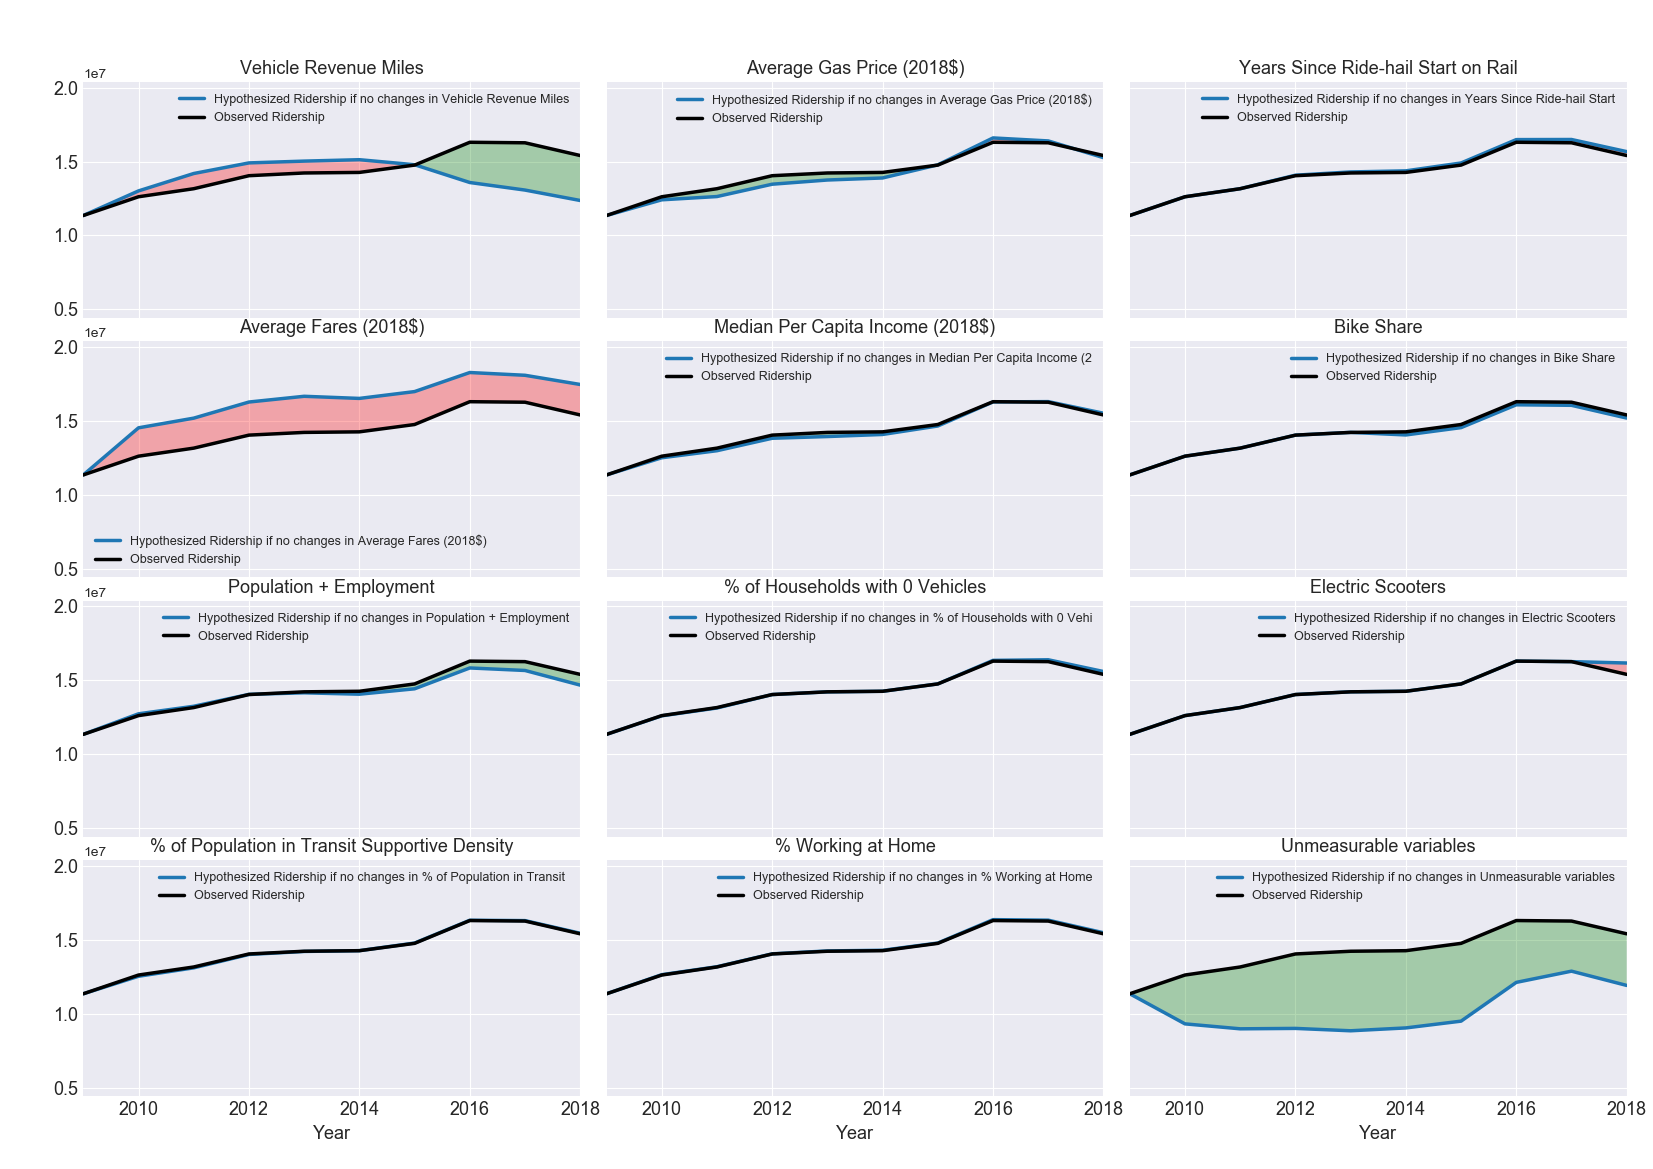 Vehicle Revenue Miles
1e7
2.0
1.5
1.0
0.5
Hypothesized Ridership if no changes in Vehicle Revenue Miles
Observed Ridership
Average Gas Price (2018$)
Hypothesized Ridership if no changes in Average Gas Price (2018$)
Observed Ridership
Years Since Ride-hail Start on Rail
Hypothesized Ridership if no changes in Years Since Ride-hail Start
Observed Ridership
Average Fares (2018$)
1e7
2.0
1.5
1.0
0.5
Hypothesized Ridership if no changes in Average Fares (2018$)
Observed Ridership
Median Per Capita Income (2018$)
Hypothesized Ridership if no changes in Median Per Capita Income (2
Observed Ridership
Bike Share
Hypothesized Ridership if no changes in Bike Share
Observed Ridership
Population + Employment
1e7
2.0
1.5
1.0
0.5
Hypothesized Ridership if no changes in Population + Employment
Observed Ridership
% of Households with 0 Vehicles
Hypothesized Ridership if no changes in % of Households with 0 Vehi
Observed Ridership
Electric Scooters
Hypothesized Ridership if no changes in Electric Scooters
Observed Ridership
% of Population in Transit Supportive Density
1e7
2.0
1.5
1.0
0.5
Hypothesized Ridership if no changes in % of Population in Transit
Observed Ridership
2010 2012 2014 2016 2018
Year
% Working at Home
Hypothesized Ridership if no changes in % Working at Home
Observed Ridership
2010 2012 2014 2016 2018
Year
Unmeasurable variables
Hypothesized Ridership if no changes in Unmeasurable variables
Observed Ridership
2010 2012 2014 2016 2018
Year